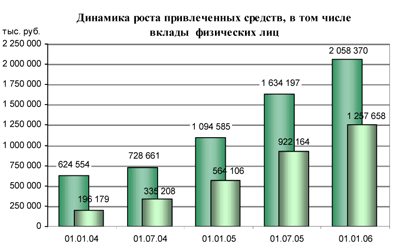 Динамика роста привлеченных средств, в том числе
вклады физических лиц
тыс. руб.
2 250 000
2 000 000
1 750 000
1 500 000
1 250 000
1 000 000
750 000
500 000
250 000
0
624 554
196 179
728 661
335 208
1 094 585
564 106
1 634 197
922 164
2 058 370
1 257 658
01.01.04
01.07.04
01.01.05
01.07.05
01.01.06